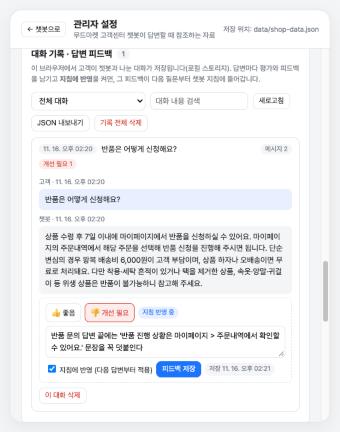 ← 챗봇으로
관리자 설정
무드마켓 고객센터 챗봇이 답변할 때 참조하는 자료
저장 위치: data/shop-data.json
대화 기록 · 답변 피드백 1
이 브라우저에서 고객이 챗봇과 나눈 대화가 저장됩니다(로컬 스토리지). 답변마다 평가와 피드백
을 남기고 지침에 반영을 켜면, 그 피드백이 다음 질문부터 챗봇 지침에 들어갑니다.
전체 대화
대화 내용 검색
새로고침
JSON 내보내기
기록 전체 삭제
11. 16. 오후 02:20 반품은 어떻게 신청해요? 메시지 2
개선 필요 1
고객 · 11. 16. 오후 02:20
반품은 어떻게 신청해요?
챗봇 · 11. 16. 오후 02:20
상품 수령 후 7일 이내에 마이페이지에서 반품을 신청하실 수 있어요. 마이페이
지의 주문내역에서 해당 주문을 선택해 반품 신청을 진행해 주시면 됩니다. 단순
변심의 경우 왕복 배송비 6,000원이 고객 부담이며, 상품 하자나 오배송이면 무
료로 처리돼요. 다만 착용·세탁 흔적이 있거나 택을 제거한 상품, 속옷·양말·귀걸
이 등 위생 상품은 반품이 불가능하니 참고해 주세요.
👍 좋음
👎 개선 필요
지침 반영 중
반품 문의 답변 끝에는 '반품 진행 상황은 마이페이지 > 주문내역에서 확인할
수 있어요.' 문장을 꼭 덧붙인다
지침에 반영 (다음 답변부터 적용)
피드백 저장
저장 11. 16. 오후 02:21
이 대화 삭제